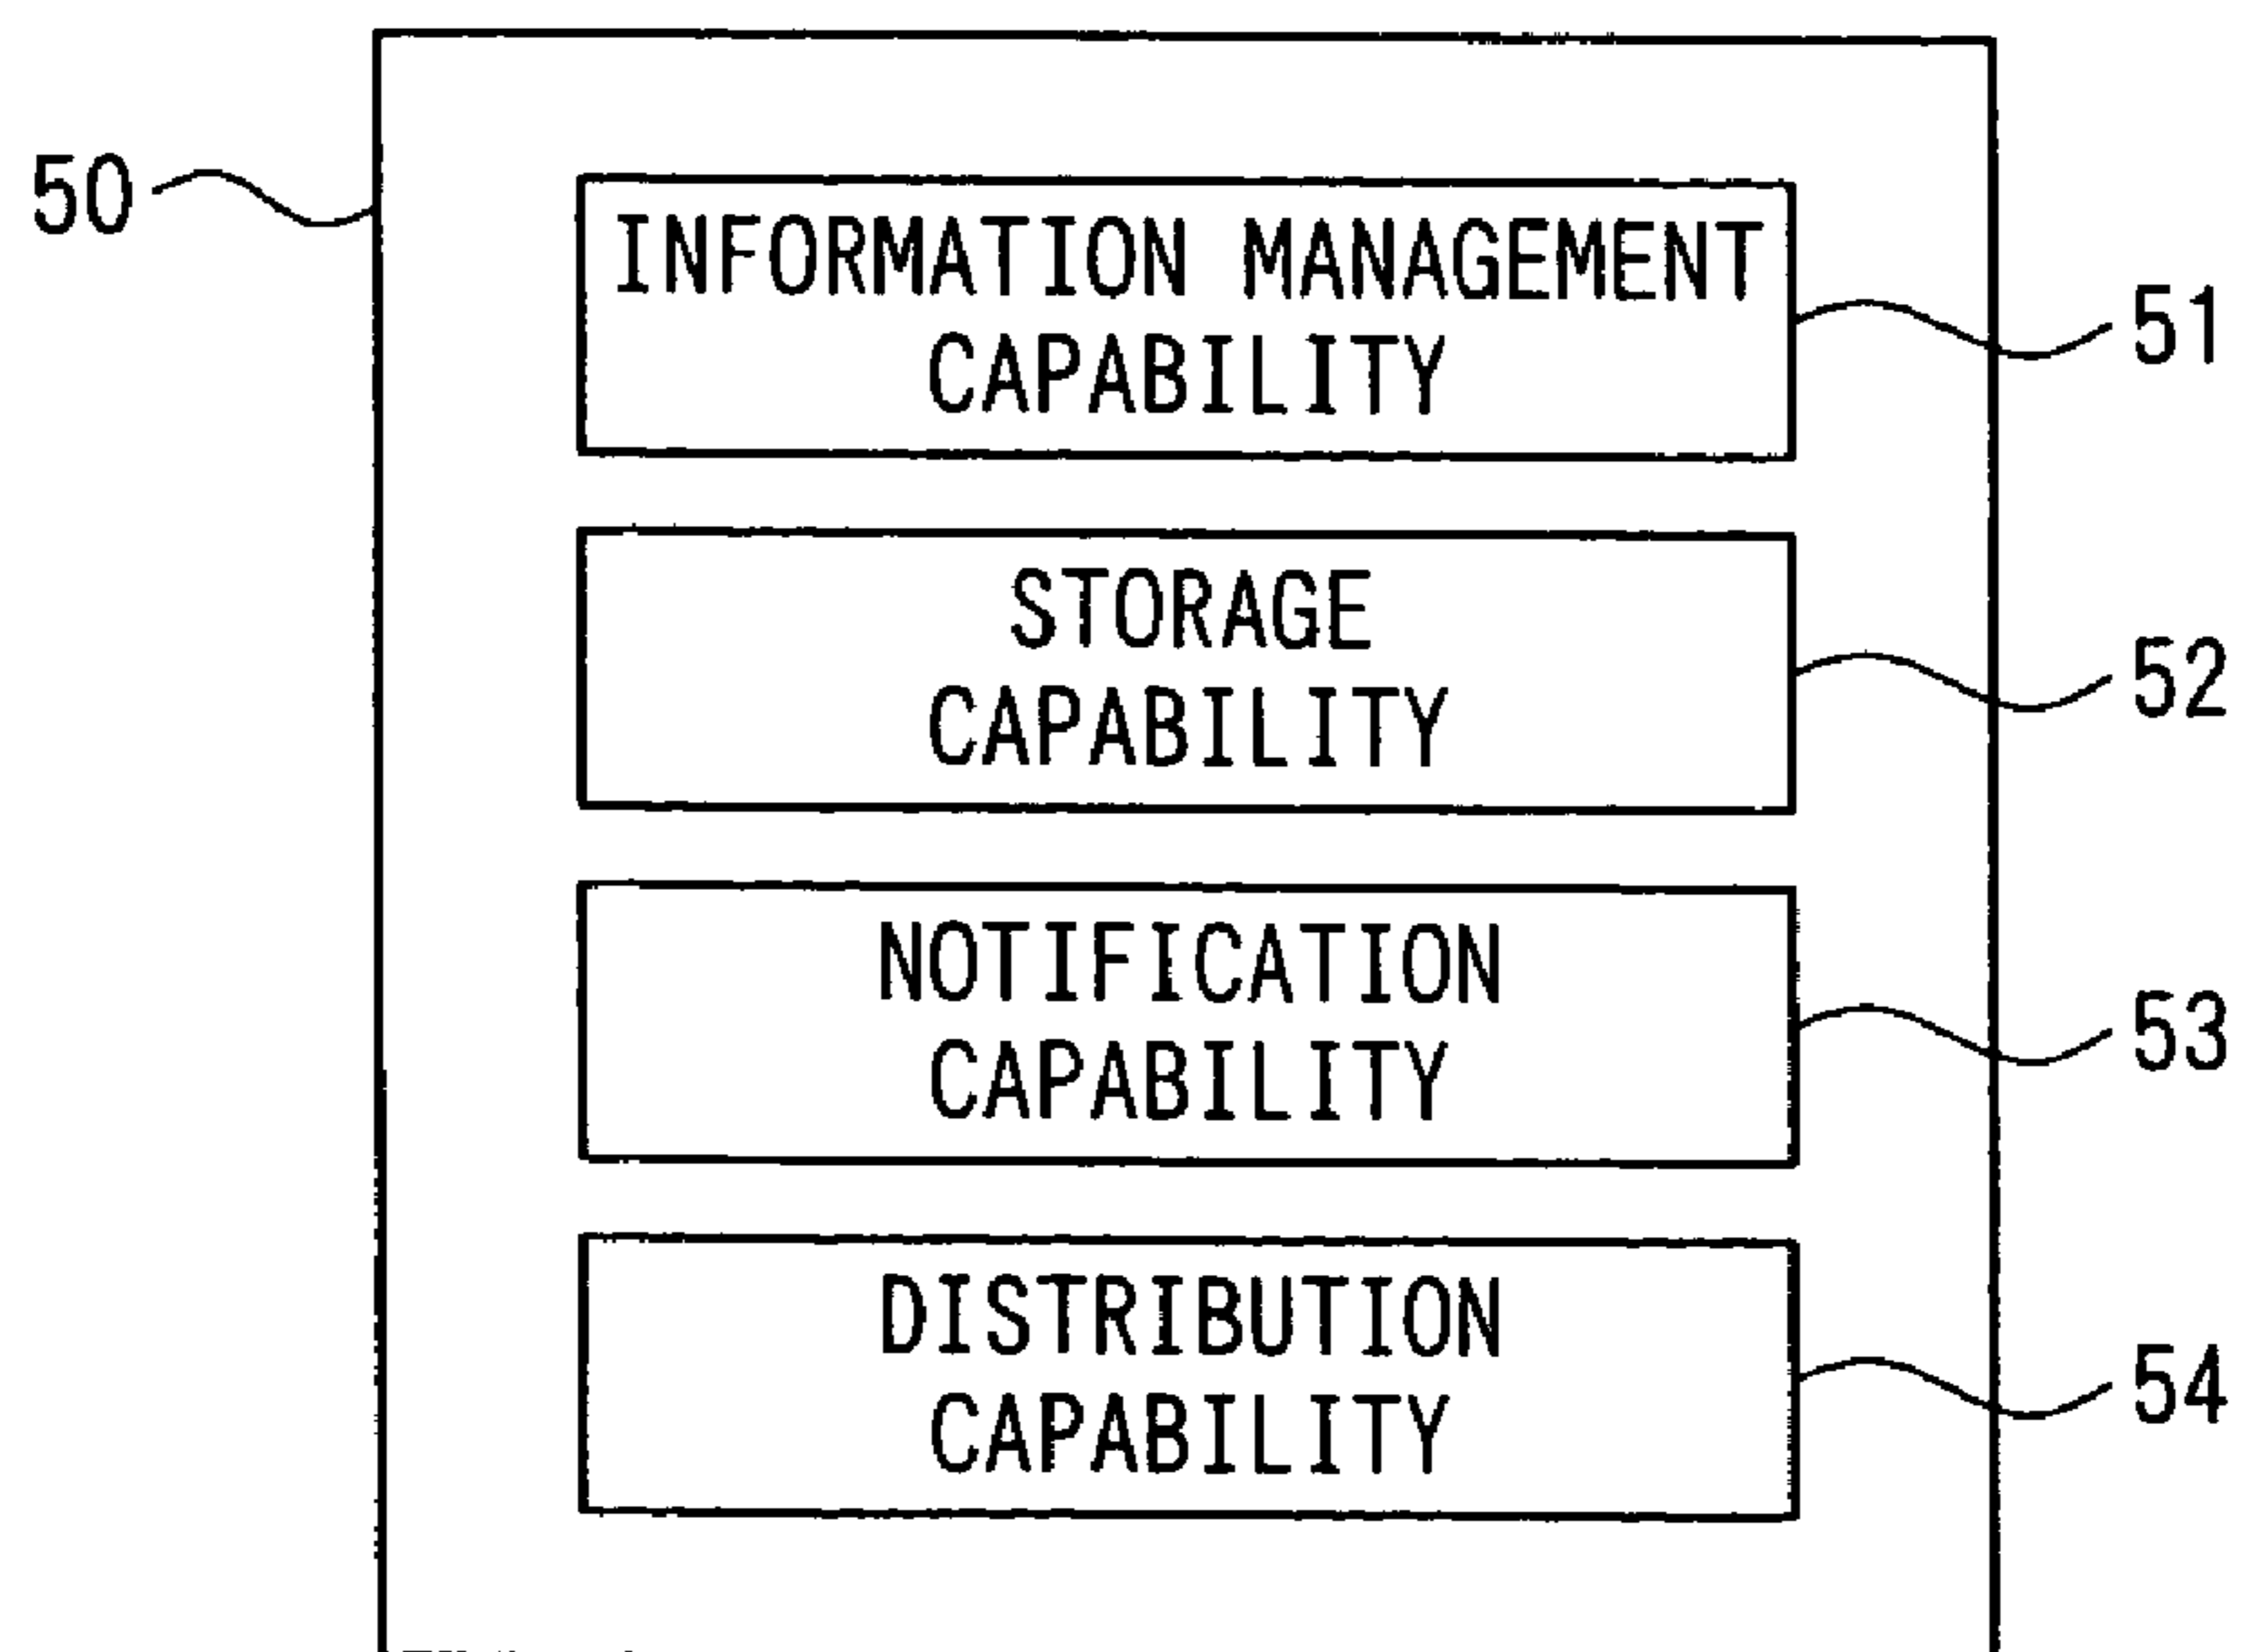 50
INFORMATION MANAGEMENT
CAPABILITY
51
STORAGE
CAPABILITY
52
NOTIFICATION
CAPABILITY
53
DISTRIBUTION
CAPABILITY
54